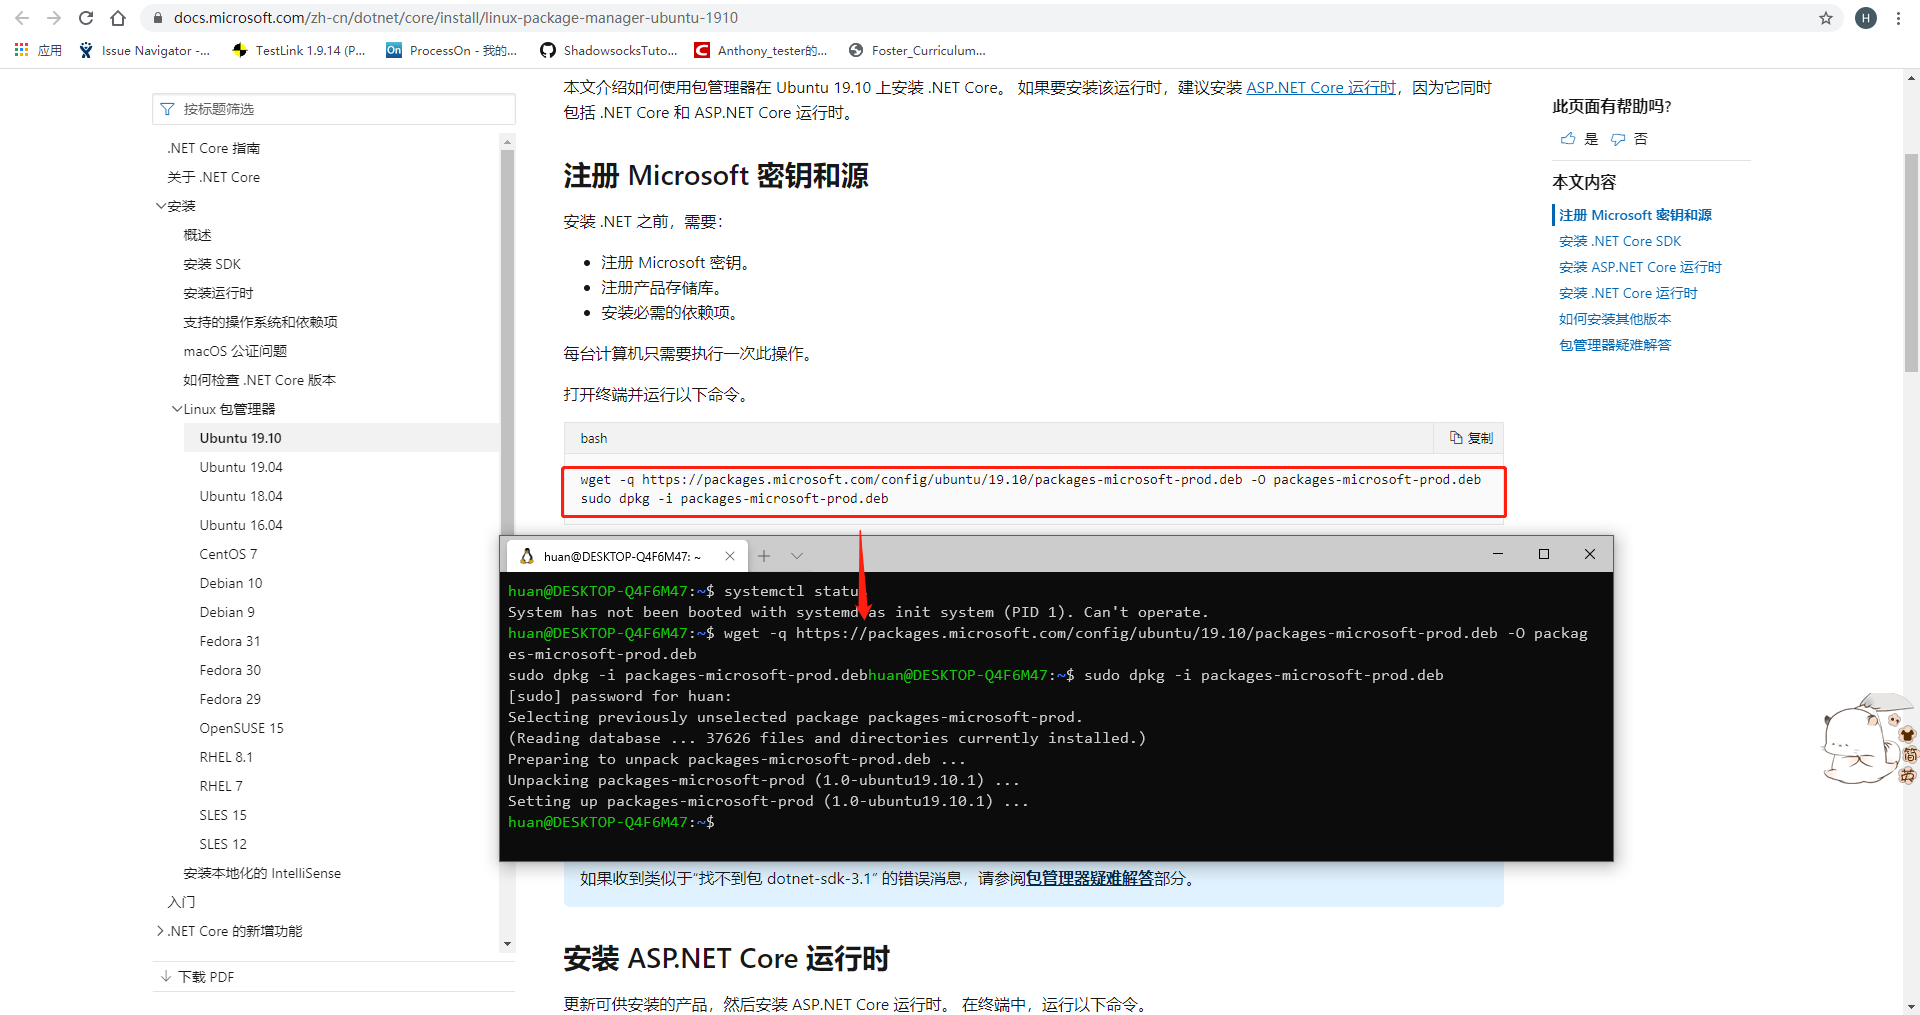 docs.microsoft.com/zh-cn/dotnet/core/install/linux-package-manager-ubuntu-1910
H
应用
Issue Navigator -...
TestLink 1.9.14 (P...
On
ProcessOn - 我的...
ShadowsocksTuto...
C
Anthony_tester的...
Foster_Curriculum...
按标题筛选
.NET Core 指南
关于 .NET Core
安装
概述
安装 SDK
安装运行时
支持的操作系统和依赖项
macOS 公证问题
如何检查 .NET Core 版本
Linux 包管理器
Ubuntu 19.10
Ubuntu 19.04
Ubuntu 18.04
Ubuntu 16.04
CentOS 7
Debian 10
Debian 9
Fedora 31
Fedora 30
Fedora 29
OpenSUSE 15
RHEL 8.1
RHEL 7
SLES 15
SLES 12
安装本地化的 IntelliSense
入门
.NET Core 的新增功能
下载 PDF
本文介绍如何使用包管理器在 Ubuntu 19.10 上安装 .NET Core。 如果要安装该运行时，建议安装 ASP.NET Core 运行时，因为它同时
包括 .NET Core 和 ASP.NET Core 运行时。
注册 Microsoft 密钥和源
安装 .NET 之前，需要：
注册 Microsoft 密钥。
注册产品存储库。
安装必需的依赖项。
每台计算机只需要执行一次此操作。
打开终端并运行以下命令。
bash
复制
wget -q https://packages.microsoft.com/config/ubuntu/19.10/packages-microsoft-prod.deb -O packages-microsoft-prod.deb
sudo dpkg -i packages-microsoft-prod.deb
huan@DESKTOP-Q4F6M47: ~
huan@DESKTOP-Q4F6M47:~$ systemctl statu
System has not been booted with systemd as init system (PID 1). Can't operate.
huan@DESKTOP-Q4F6M47:~$ wget -q https://packages.microsoft.com/config/ubuntu/19.10/packages-microsoft-prod.deb -O packag
es-microsoft-prod.deb
sudo dpkg -i packages-microsoft-prod.debhuan@DESKTOP-Q4F6M47:~$ sudo dpkg -i packages-microsoft-prod.deb
[sudo] password for huan:
Selecting previously unselected package packages-microsoft-prod.
(Reading database ... 37626 files and directories currently installed.)
Preparing to unpack packages-microsoft-prod.deb ...
Unpacking packages-microsoft-prod (1.0-ubuntu19.10.1) ...
Setting up packages-microsoft-prod (1.0-ubuntu19.10.1) ...
huan@DESKTOP-Q4F6M47:~$
如果收到类似于“找不到包 dotnet-sdk-3.1” 的错误消息，请参阅包管理器疑难解答部分。
安装 ASP.NET Core 运行时
更新可供安装的产品，然后安装 ASP.NET Core 运行时。 在终端中，运行以下命令。
此页面有帮助吗?
是 否
本文内容
注册 Microsoft 密钥和源
安装 .NET Core SDK
安装 ASP.NET Core 运行时
安装 .NET Core 运行时
如何安装其他版本
包管理器疑难解答
简
英